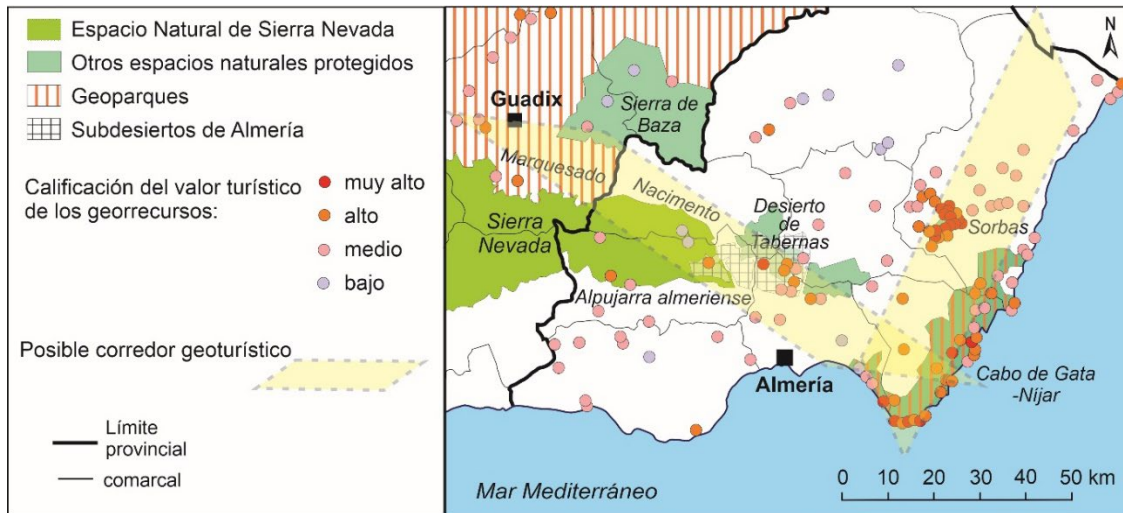 Espacio Natural de Sierra Nevada
Otros espacios naturales protegidos
Geoparques
Subdesiertos de Almería
Calificación del valor turístico
de los georrecursos:
muy alto
alto
medio
bajo
Posible corredor geoturístico
Límite
provincial
comarcal
N
Guadix
Sierra de
Baza
Marquesado
Nacimento
Sierra
Nevada
Desierto
de
Tabernas
Sorbas
Alpujarra almeriense
Almería
Cabo de Gata
-Níjar
Mar Mediterráneo
0 10 20 30 40 50 km